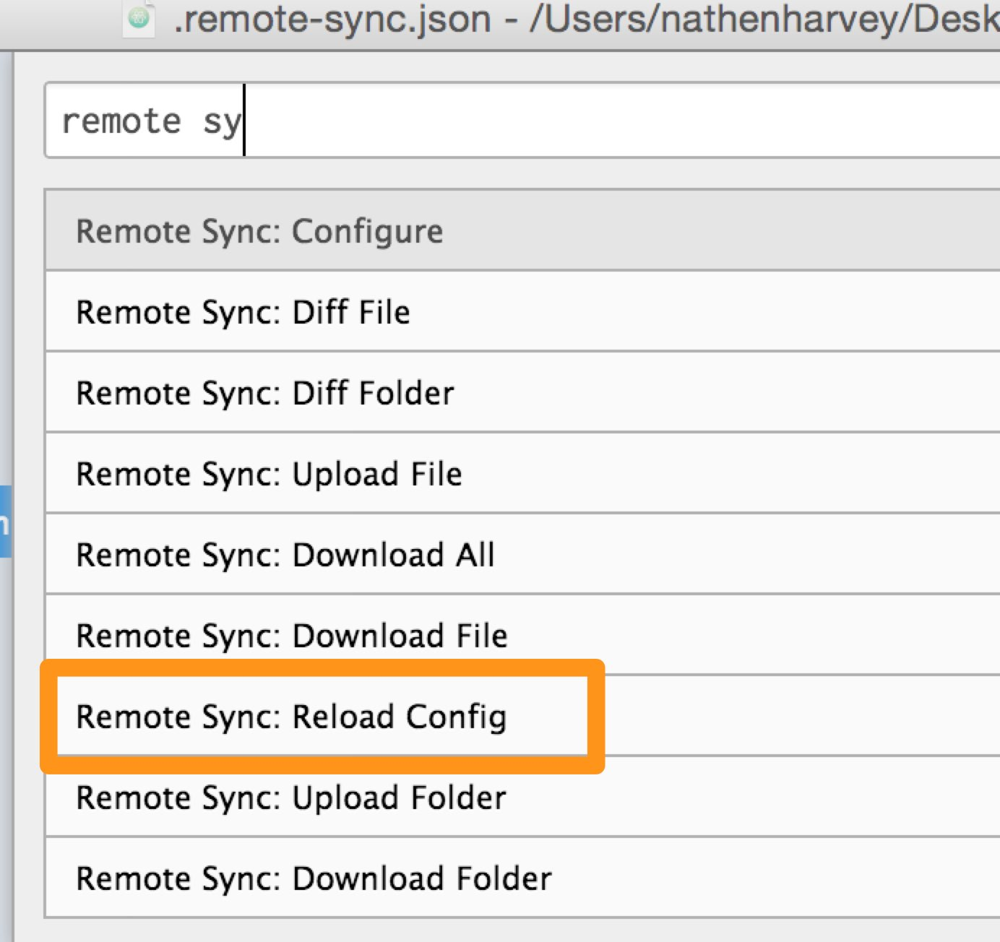 .remote-sync.json - /Users/nathenharvey/Desk
remote sy
Remote Sync: Configure
Remote Sync: Diff File
Remote Sync: Diff Folder
Remote Sync: Upload File
Remote Sync: Download All
Remote Sync: Download File
Remote Sync: Reload Config
Remote Sync: Upload Folder
Remote Sync: Download Folder